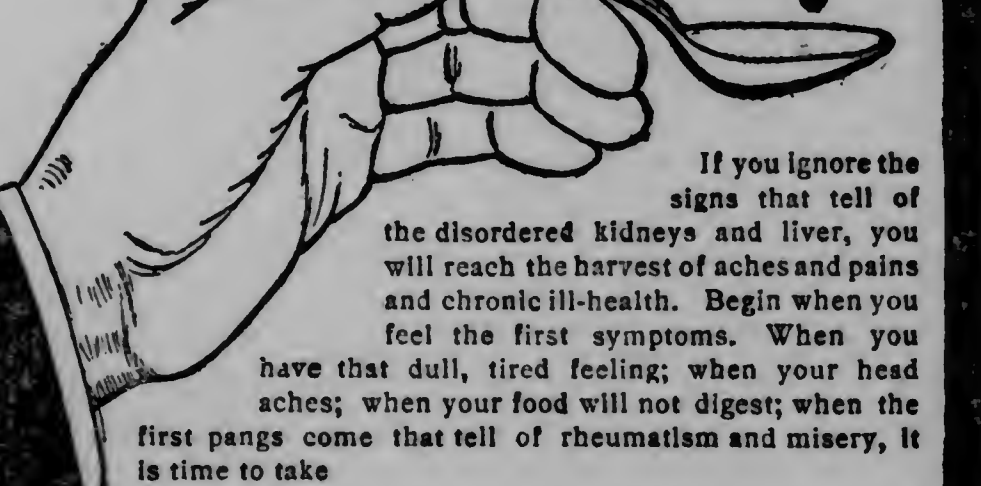 If you ignore the
signs that tell of
the disordered kidneys and liver, you
will reach the harvest of aches and pains
and chronic ill-health. Begin when you
feel the first symptoms. When you
have that dull, tired feeling; when your head
aches; when your food will not digest; when the
first pangs come that tell of rheumatism and misery, it
is time to take